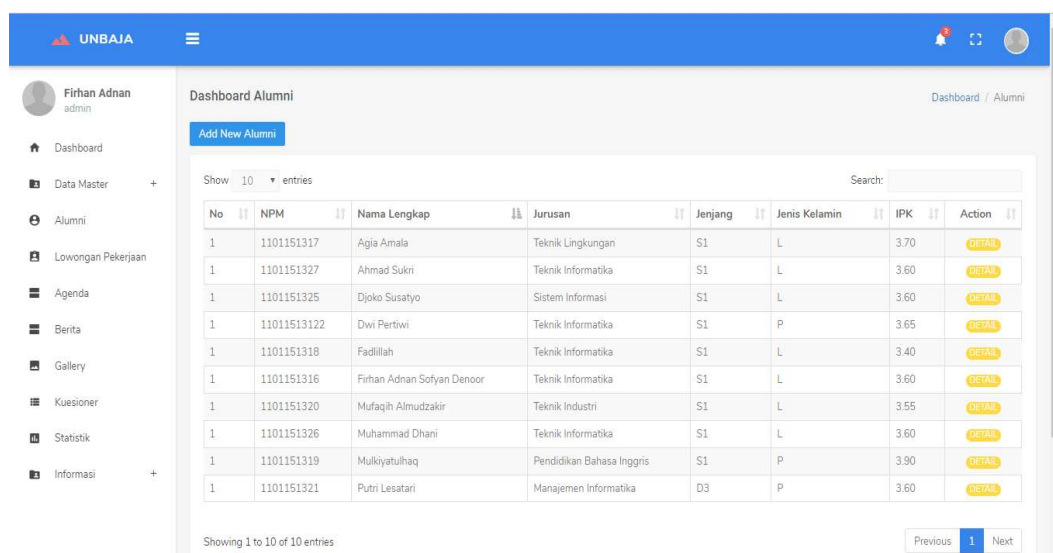 UNBAJA
3
Firhan Adnan
admin
Dashboard
Data Master +
Alumni
Lowongan Pekerjaan
Agenda
Berita
Gallery
Kuesioner
Statistik
Informasi +
Dashboard Alumni
Dashboard / Alumni
Add New Alumni
Show 10 entries
Search:
No NPM Nama Lengkap Jurusan Jenjang Jenis Kelamin IPK Action
1 1101151317 Agia Amala Teknik Lingkungan S1 L 3.70 DETAIL
1 1101151327 Ahmad Sukri Teknik Informatika S1 L 3.60 DETAIL
1 1101151325 Djoko Susatyo Sistem Informasi S1 L 3.60 DETAIL
1 11011513122 Dwi Pertiwi Teknik Informatika S1 P 3.65 DETAIL
1 1101151318 Fadlillah Teknik Informatika S1 L 3.40 DETAIL
1 1101151316 Firhan Adnan Sofyan Denoor Teknik Informatika S1 L 3.60 DETAIL
1 1101151320 Mufaqih Almudzakir Teknik Industri S1 L 3.55 DETAIL
1 1101151326 Muhammad Dhani Teknik Informatika S1 L 3.60 DETAIL
1 1101151319 Mulkiyatulhaq Pendidikan Bahasa Inggris S1 P 3.90 DETAIL
1 1101151321 Putri Lesatari Manajemen Informatika D3 P 3.60 DETAIL
Showing 1 to 10 of 10 entries
Previous 1 Next